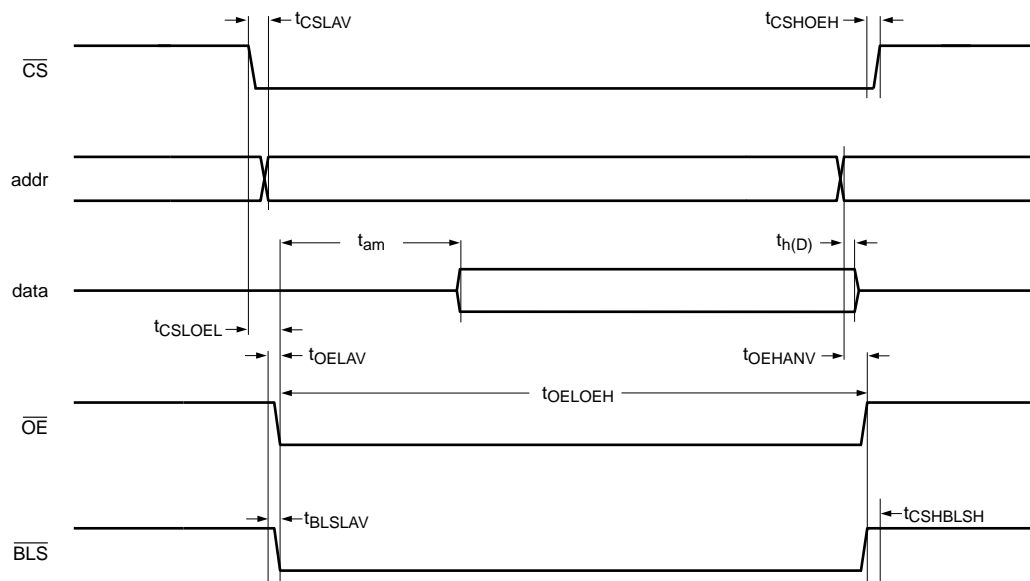 tCSLAV
tCSHOEH
CS
addr
tam
th(D)
data
tCSLOEL
tOELAV
tOEHANV
tOELOEH
OE
tBLSLAV
tCSHBLSH
BLS